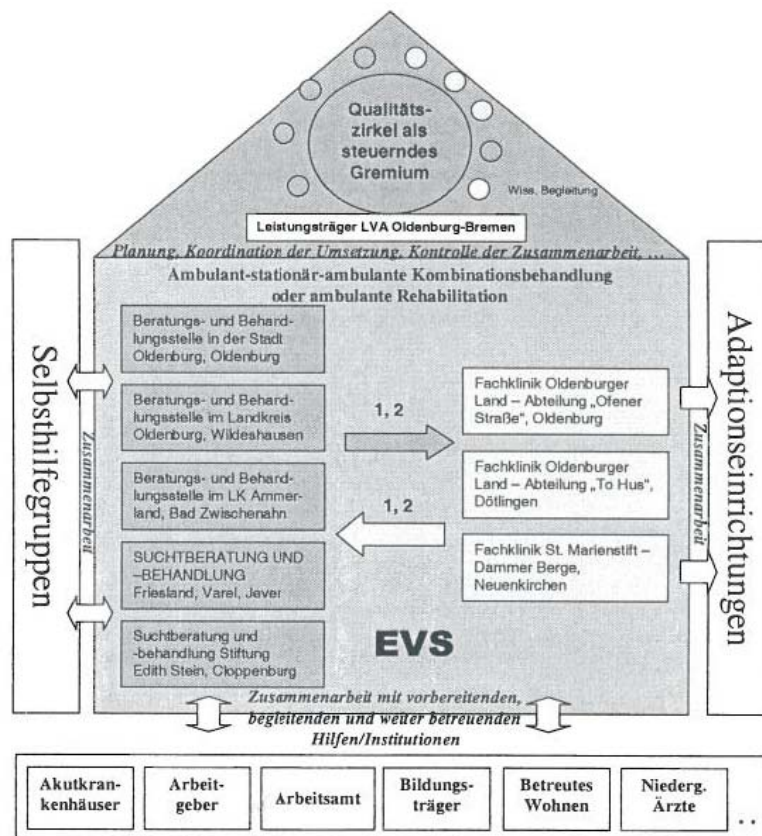 Qualitäts-
zirkel als
steuerndes
Gremium
Wiss. Begleitung
Leistungsträger LVA Oldenburg-Bremen
Planung, Koordination der Umsetzung, Kontrolle der Zusammenarbeit, ...
Ambulant-stationär-ambulante Kombinationsbehandlung
oder ambulante Rehabilitation
Selbsthilfegruppen
Zusammenarbeit
Beratungs- und Behand-
lungsstelle in der Stadt
Oldenburg, Oldenburg
Beratungs- und Behand-
lungsstelle im Landkreis
Oldenburg, Wildeshausen
Beratungs- und Behand-
lungsstelle im LK Ammer-
land, Bad Zwischenahn
SUCHTBERATUNG UND
–BEHANDLUNG
Friesland, Varel, Jever
Suchtberatung und
-behandlung Stiftung
Edith Stein, Cloppenburg
1, 2
1, 2
Fachklinik Oldenburger
Land – Abteilung „Ofener
Straße“, Oldenburg
Fachklinik Oldenburger
Land – Abteilung „To Hus“,
Dötlingen
Fachklinik St. Marienstift –
Dammer Berge,
Neuenkirchen
EVS
Zusammenarbeit
Adaptionseinrichtungen
Zusammenarbeit mit vorbereitenden,
begleitenden und weiter betreuenden
Hilfen/Institutionen
Akutkran-
kenhäuser
Arbeit-
geber
Arbeitsamt
Bildungs-
träger
Betreutes
Wohnen
Niederg.
Ärzte
..